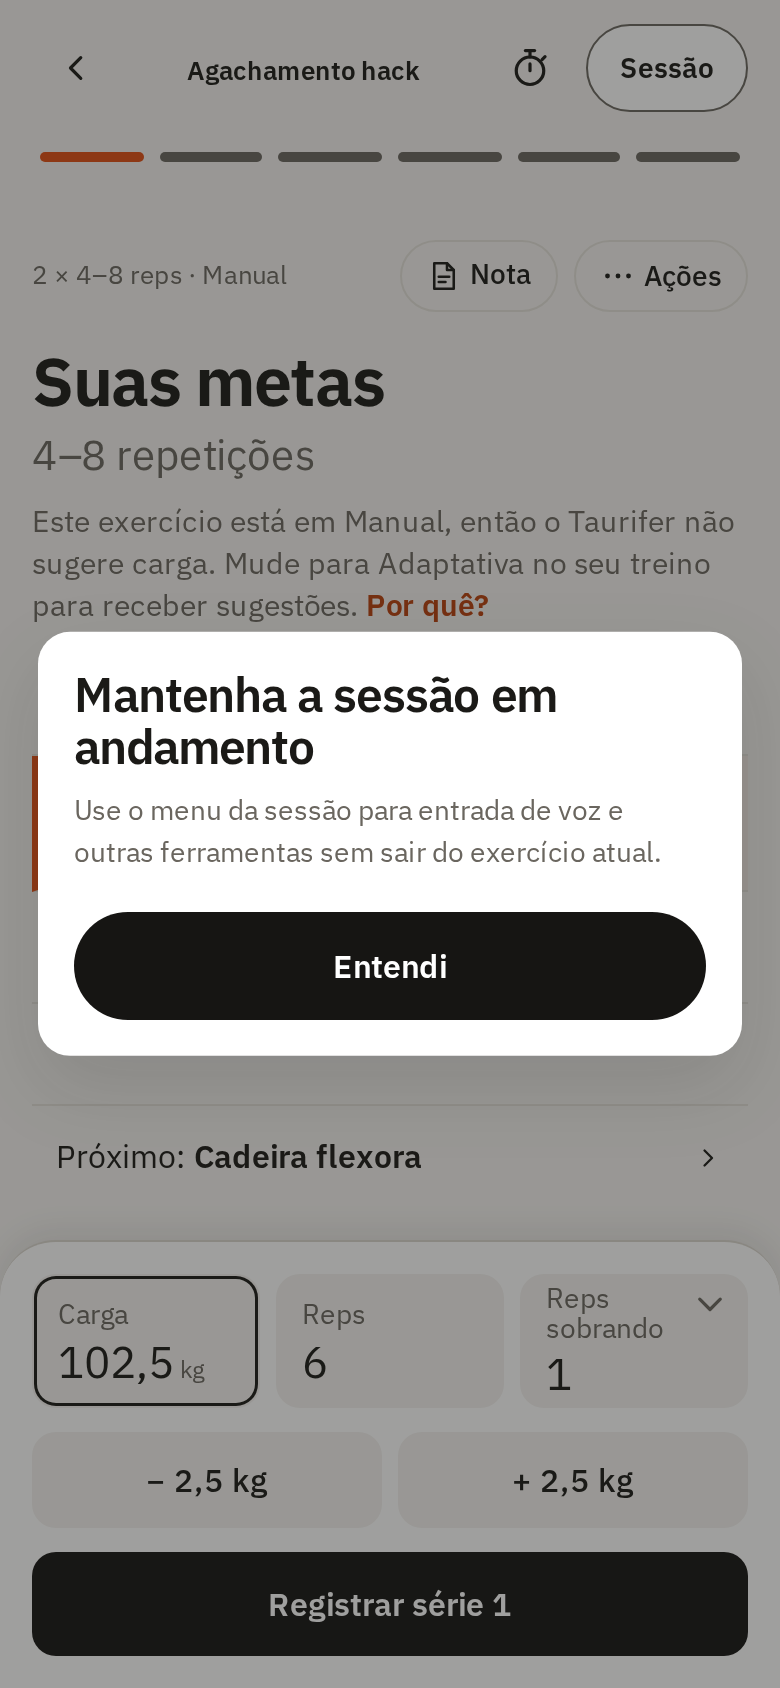 Agachamento hack
Sessão
2 × 4–8 reps · Manual
Nota
Ações
Suas metas
4–8 repetições
Este exercício está em Manual, então o Taurifer não
sugere carga. Mude para Adaptativa no seu treino
para receber sugestões. Por quê?
Mantenha a sessão em
andamento
Use o menu da sessão para entrada de voz e
outras ferramentas sem sair do exercício atual.
Entendi
Próximo: Cadeira flexora
Carga
102,5 kg
Reps
6
Reps
sobrando
1
− 2,5 kg
+ 2,5 kg
Registrar série 1